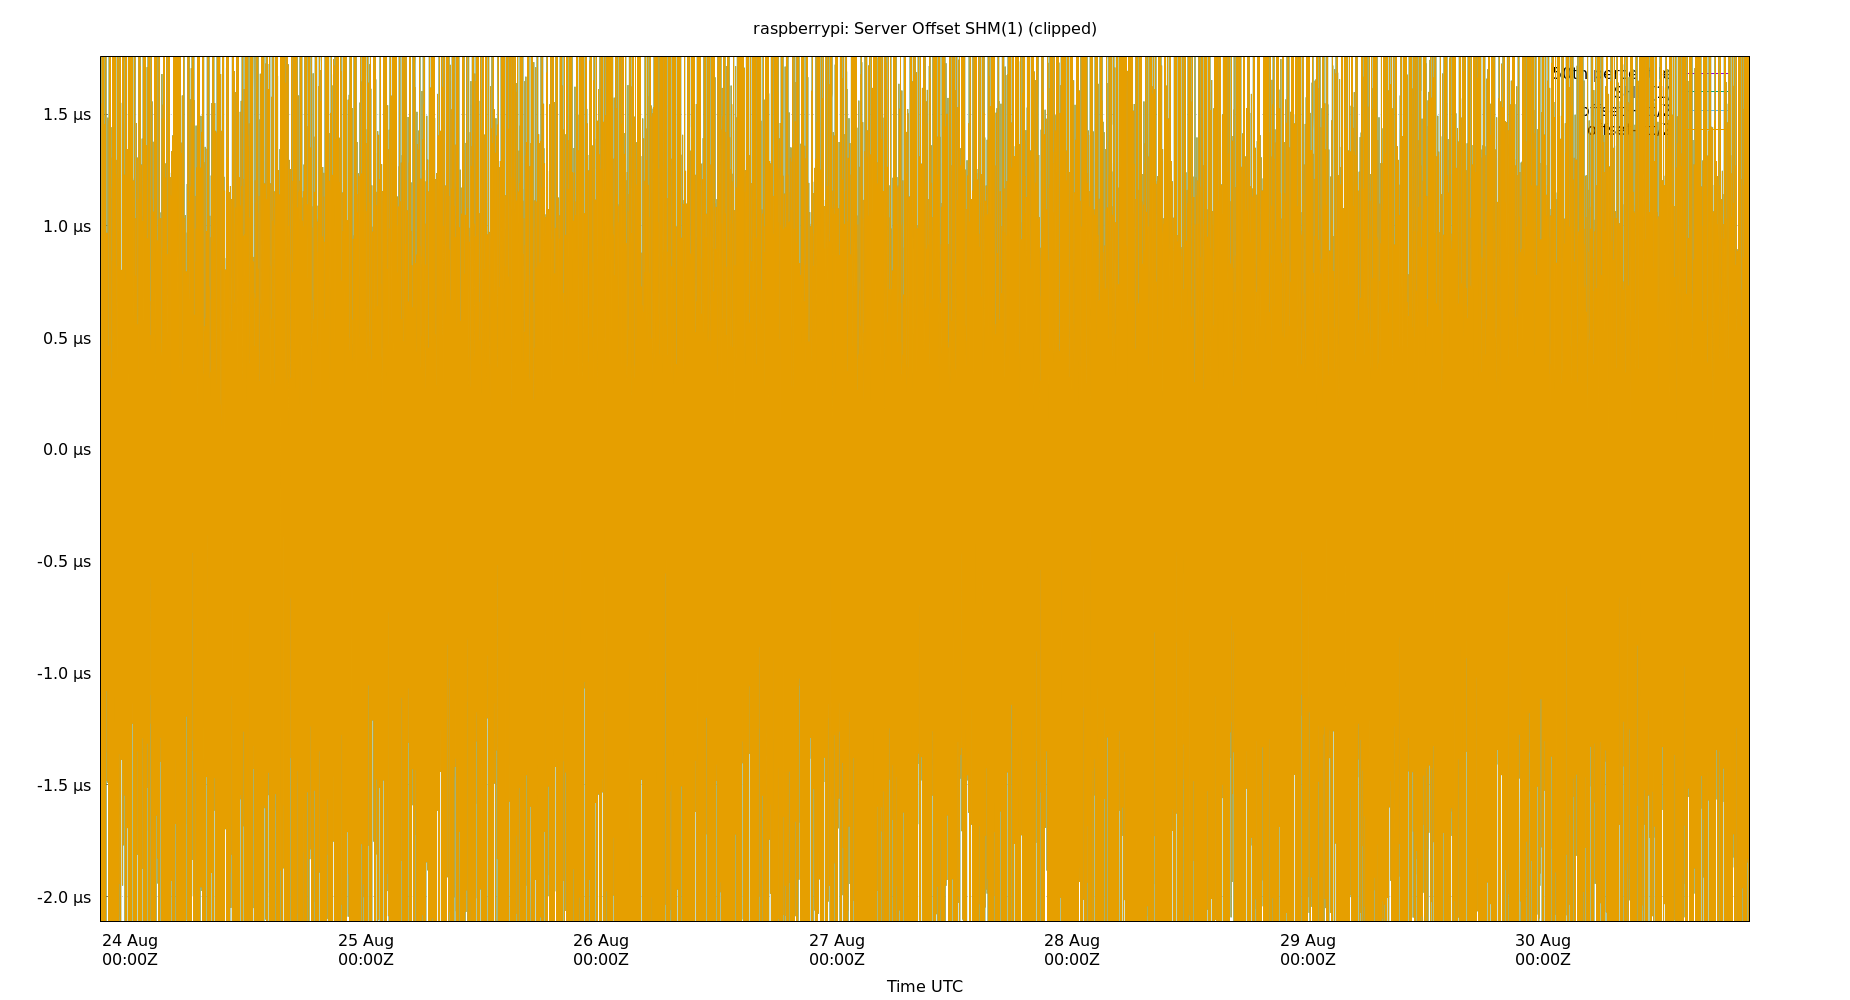 raspberrypi: Server Offset SHM(1) (clipped)
1.5 µs
1.0 µs
0.5 µs
0.0 µs
-0.5 µs
-1.0 µs
-1.5 µs
-2.0 µs
24 Aug
00:00Z
25 Aug
00:00Z
26 Aug
00:00Z
27 Aug
00:00Z
28 Aug
00:00Z
29 Aug
00:00Z
30 Aug
00:00Z
Time UTC